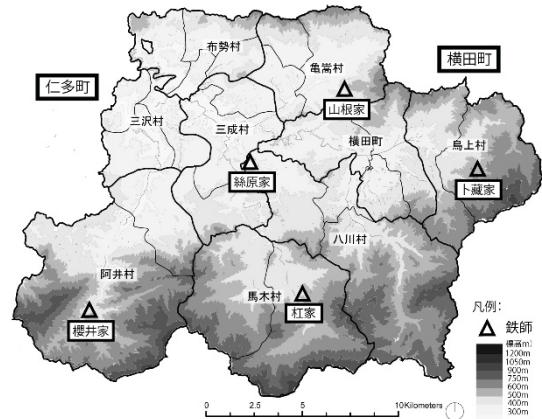 布勢村
亀嵩村
横田町
仁多町
山根家
三沢村
三成村
横田町
鳥上村
絲原家
卜藏家
八川村
阿井村
馬木村
櫻井家
杠家
凡例：
鉄師
標高(m)
1200m
1050m
900m
750m
600m
500m
400m
300m
0 2.5 5 10Kilometers